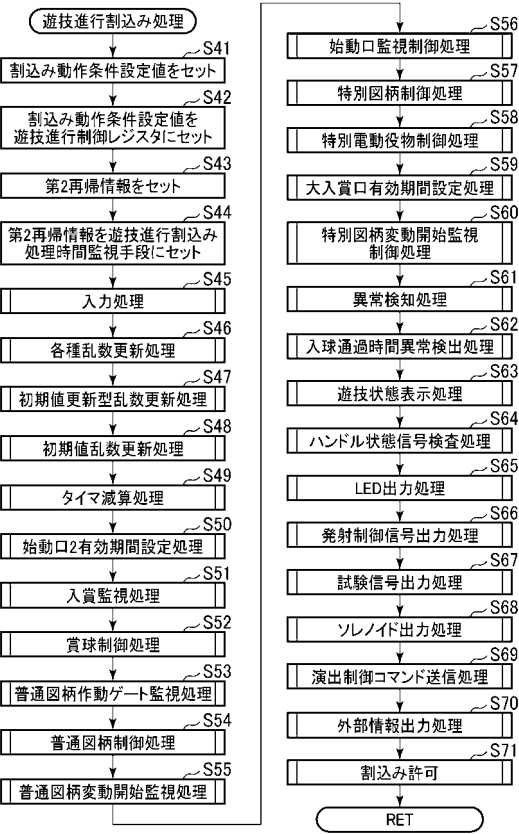 遊技進行割込み処理
S41
割込み動作条件設定値をセット
S42
割込み動作条件設定値を
遊技進行制御レジスタにセット
S43
第2再帰情報をセット
S44
第2再帰情報を遊技進行割込み
処理時間監視手段にセット
S45
入力処理
S46
各種乱数更新処理
S47
初期値更新型乱数更新処理
S48
初期値乱数更新処理
S49
タイマ減算処理
S50
始動口2有効期間設定処理
S51
入賞監視処理
S52
賞球制御処理
S53
普通図柄作動ゲート監視処理
S54
普通図柄制御処理
S55
普通図柄変動開始監視処理
S56
始動口監視制御処理
S57
特別図柄制御処理
S58
特別電動役物制御処理
S59
大入賞口有効期間設定処理
S60
特別図柄変動開始監視
制御処理
S61
異常検知処理
S62
入球通過時間異常検出処理
S63
遊技状態表示処理
S64
ハンドル状態信号検査処理
S65
LED出力処理
S66
発射制御信号出力処理
S67
試験信号出力処理
S68
ソレノイド出力処理
S69
演出制御コマンド送信処理
S70
外部情報出力処理
S71
割込み許可
RET